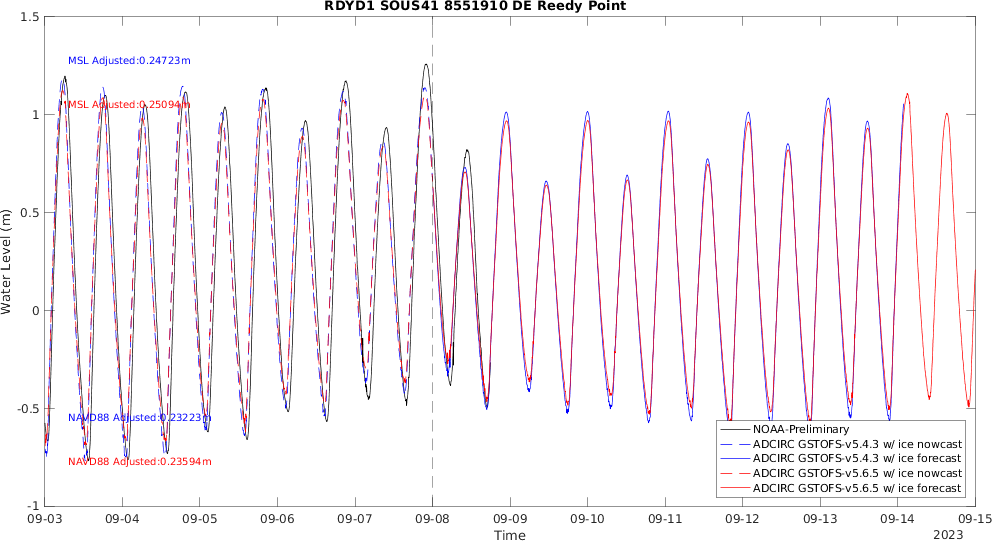 RDYD1 SOUS41 8551910 DE Reedy Point
1.5
1
0.5
0
-0.5
-1
Water Level (m)
MSL Adjusted:0.24723m
MSL Adjusted:0.25094m
NAVD88 Adjusted:0.23223m
NAVD88 Adjusted:0.23594m
NOAA-Preliminary
ADCIRC GSTOFS-v5.4.3 w/ ice nowcast
ADCIRC GSTOFS-v5.4.3 w/ ice forecast
ADCIRC GSTOFS-v5.6.5 w/ ice nowcast
ADCIRC GSTOFS-v5.6.5 w/ ice forecast
09-03 09-04 09-05 09-06 09-07 09-08 09-09 09-10 09-11 09-12 09-13 09-14 09-15
Time
2023